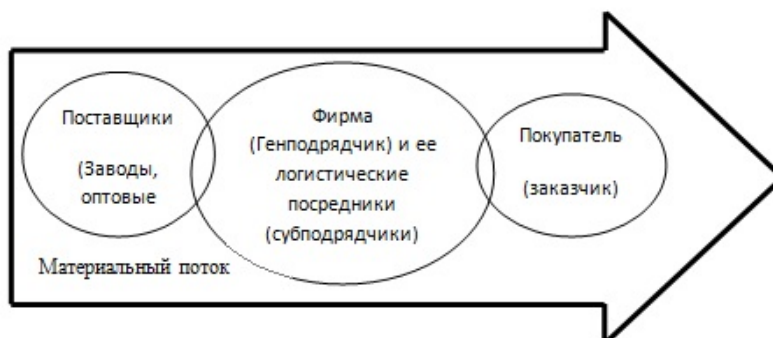 Поставщики
(Заводы,
оптовые
Фирма
(Генподрядчик) и ее
логистические
посредники
(субподрядчики)
Покупатель
(заказчик)
Материальный поток